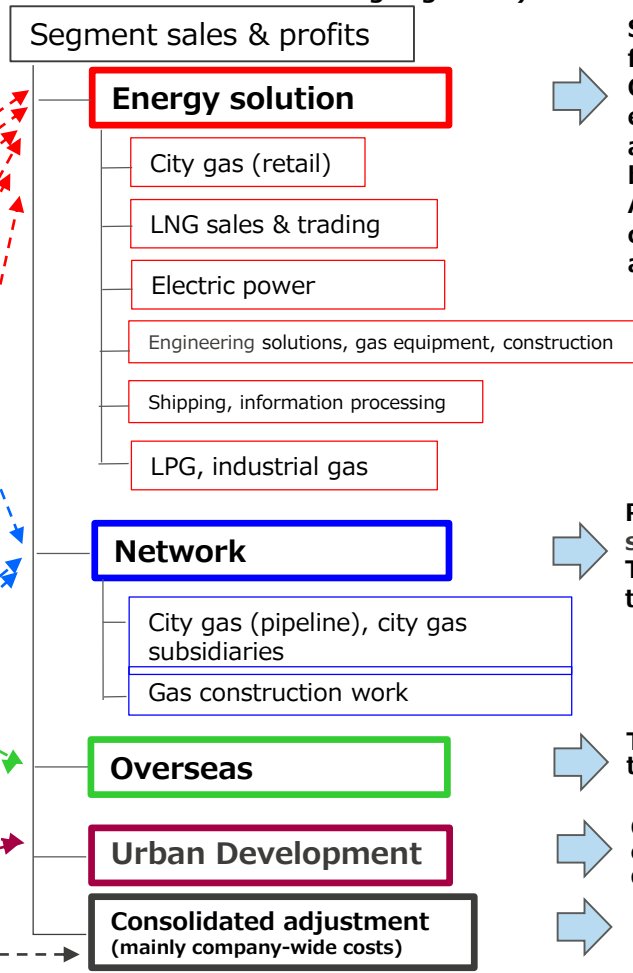 Segment sales & profits
Energy solution
City gas (retail)
LNG sales & trading
Electric power
Engineering solutions, gas equipment, construction
Shipping, information processing
LPG, industrial gas
Network
City gas (pipeline), city gas
subsidiaries
Gas construction work
Overseas
Urban Development
Consolidated adjustment
(mainly company-wide costs)